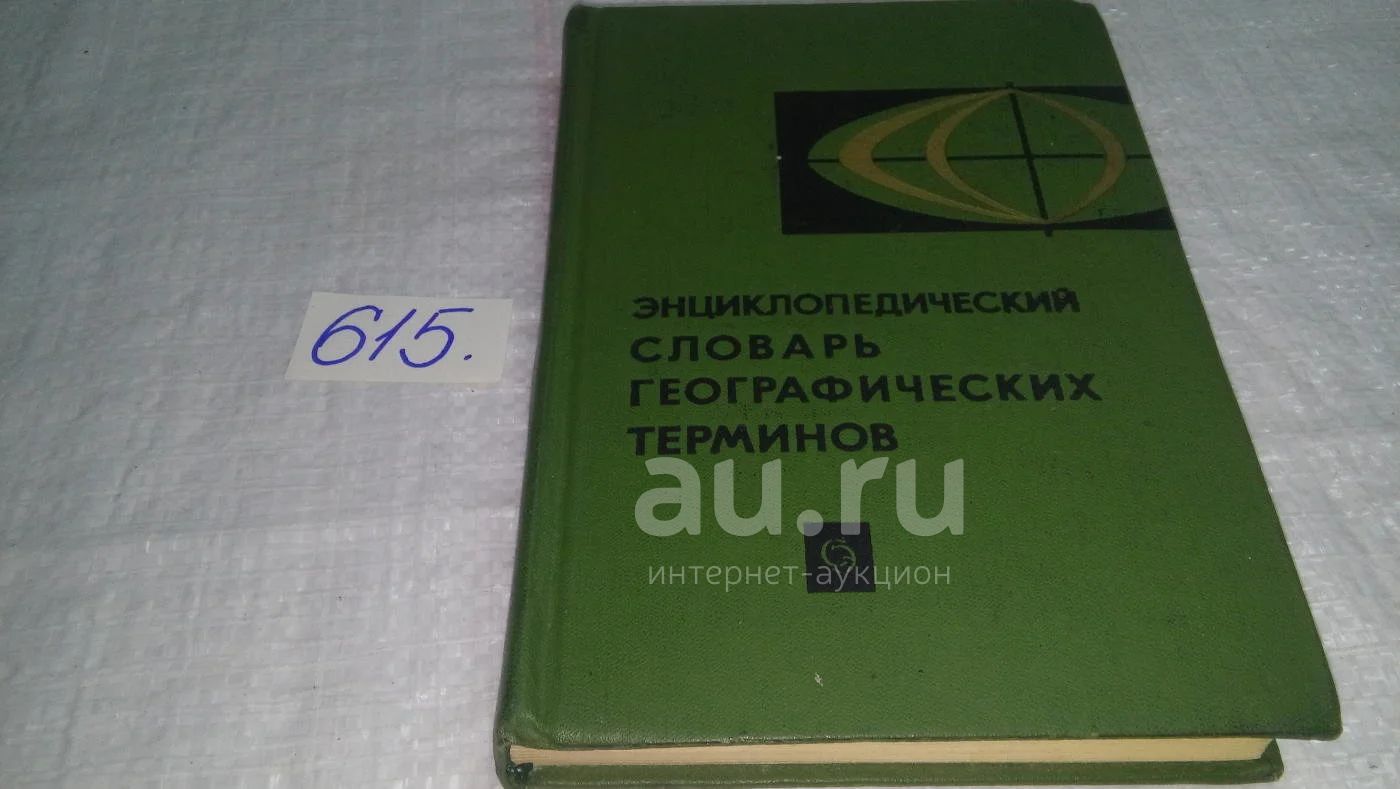 615.
ЭНЦИКЛОПЕДИЧЕСКИЙ
СЛОВАРЬ
ГЕОГРАФИЧЕСКИХ
ТЕРМИНОВ
au.ru
интернет-аукцион